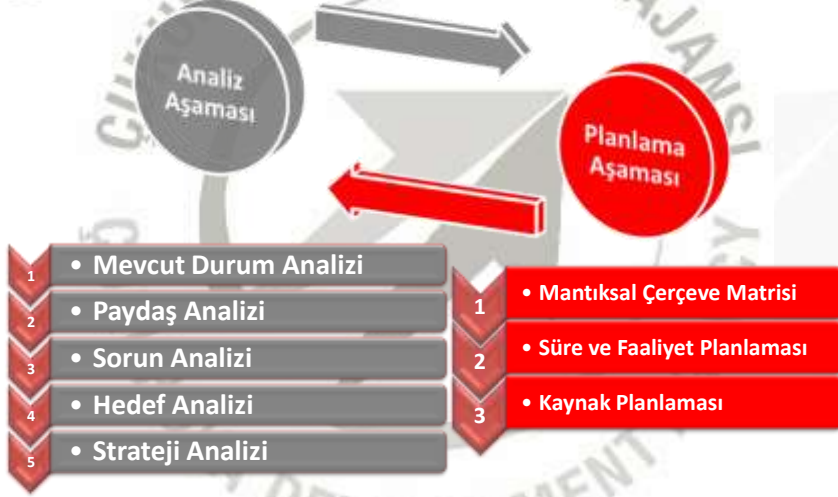 Analiz
Aşaması
Planlama
Aşaması
1
• Mevcut Durum Analizi
2
• Paydaş Analizi
3
• Sorun Analizi
4
• Hedef Analizi
5
• Strateji Analizi
1
• Mantıksal Çerçeve Matrisi
2
• Süre ve Faaliyet Planlaması
3
• Kaynak Planlaması
AJANSI